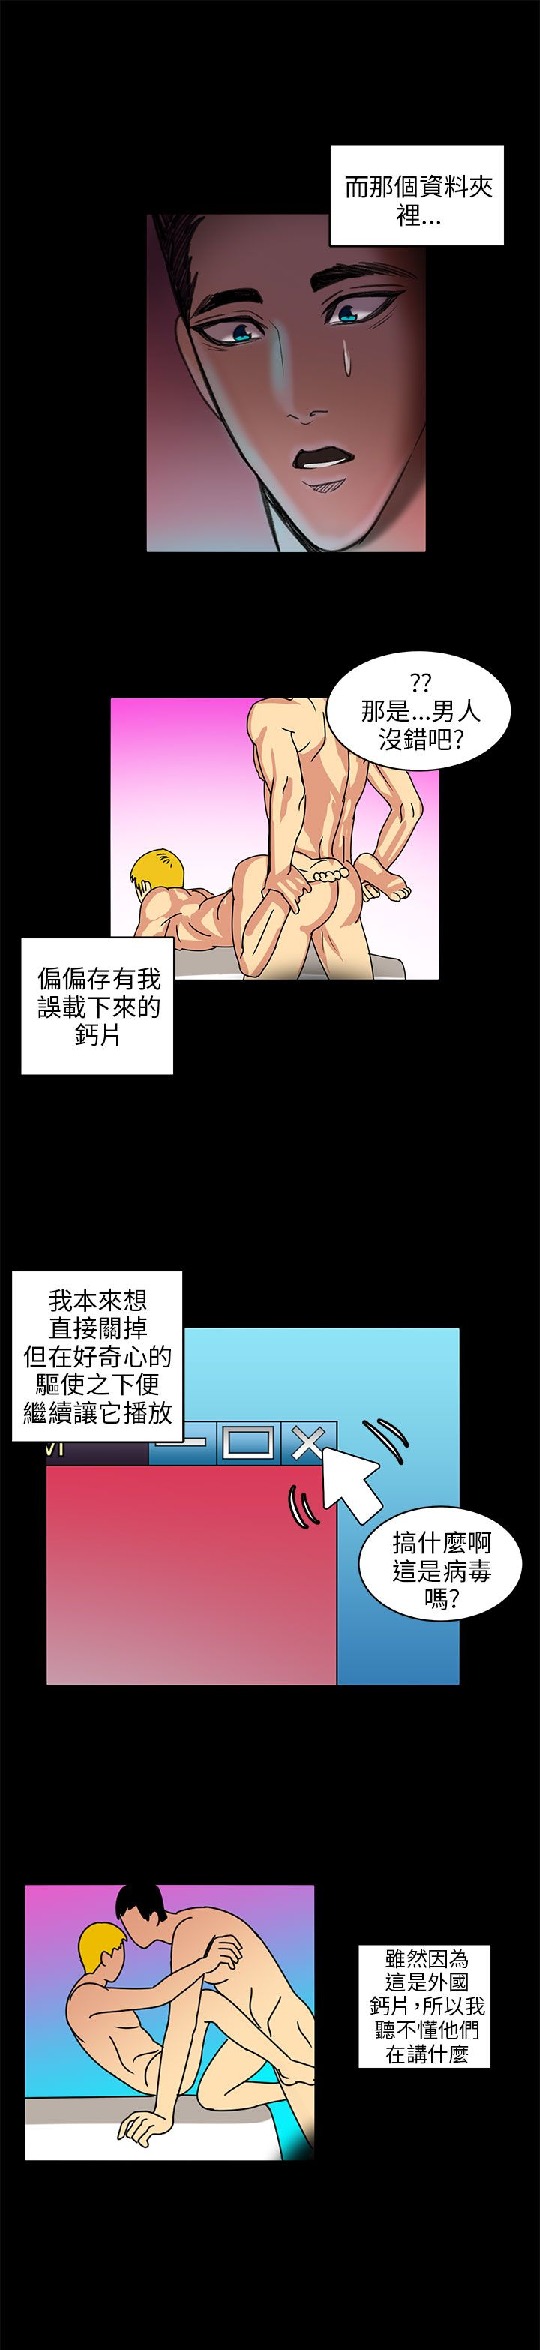 而那個資料夾
裡...
??
那是...男人
沒錯吧?
偏偏存有我
誤載下來的
鈣片
我本來想
直接關掉
但在好奇心的
驅使之下便
繼續讓它播放
搞什麼啊
這是病毒
嗎?
雖然因為
這是外國
鈣片，所以我
聽不懂他們
在講什麼